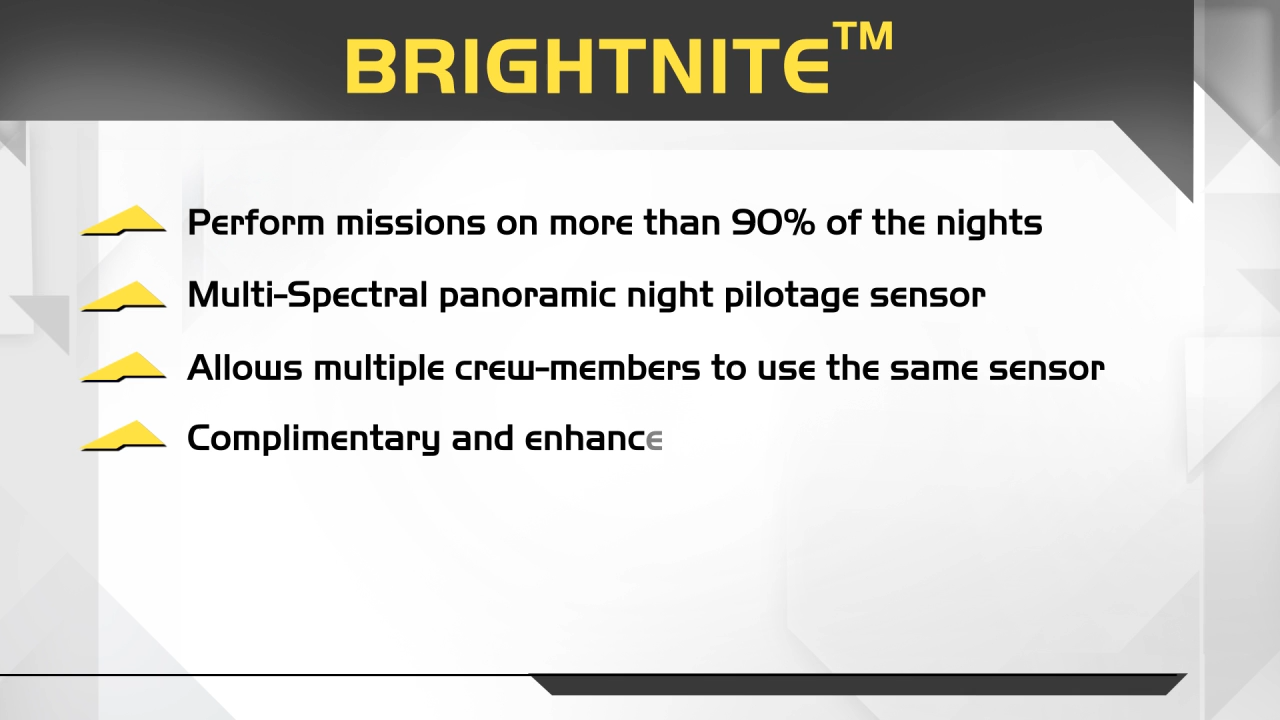 BRIGHTNITE™
Perform missions on more than 90% of the nights
Multi-Spectral panoramic night pilotage sensor
Allows multiple crew-members to use the same sensor
Complimentary and enhance